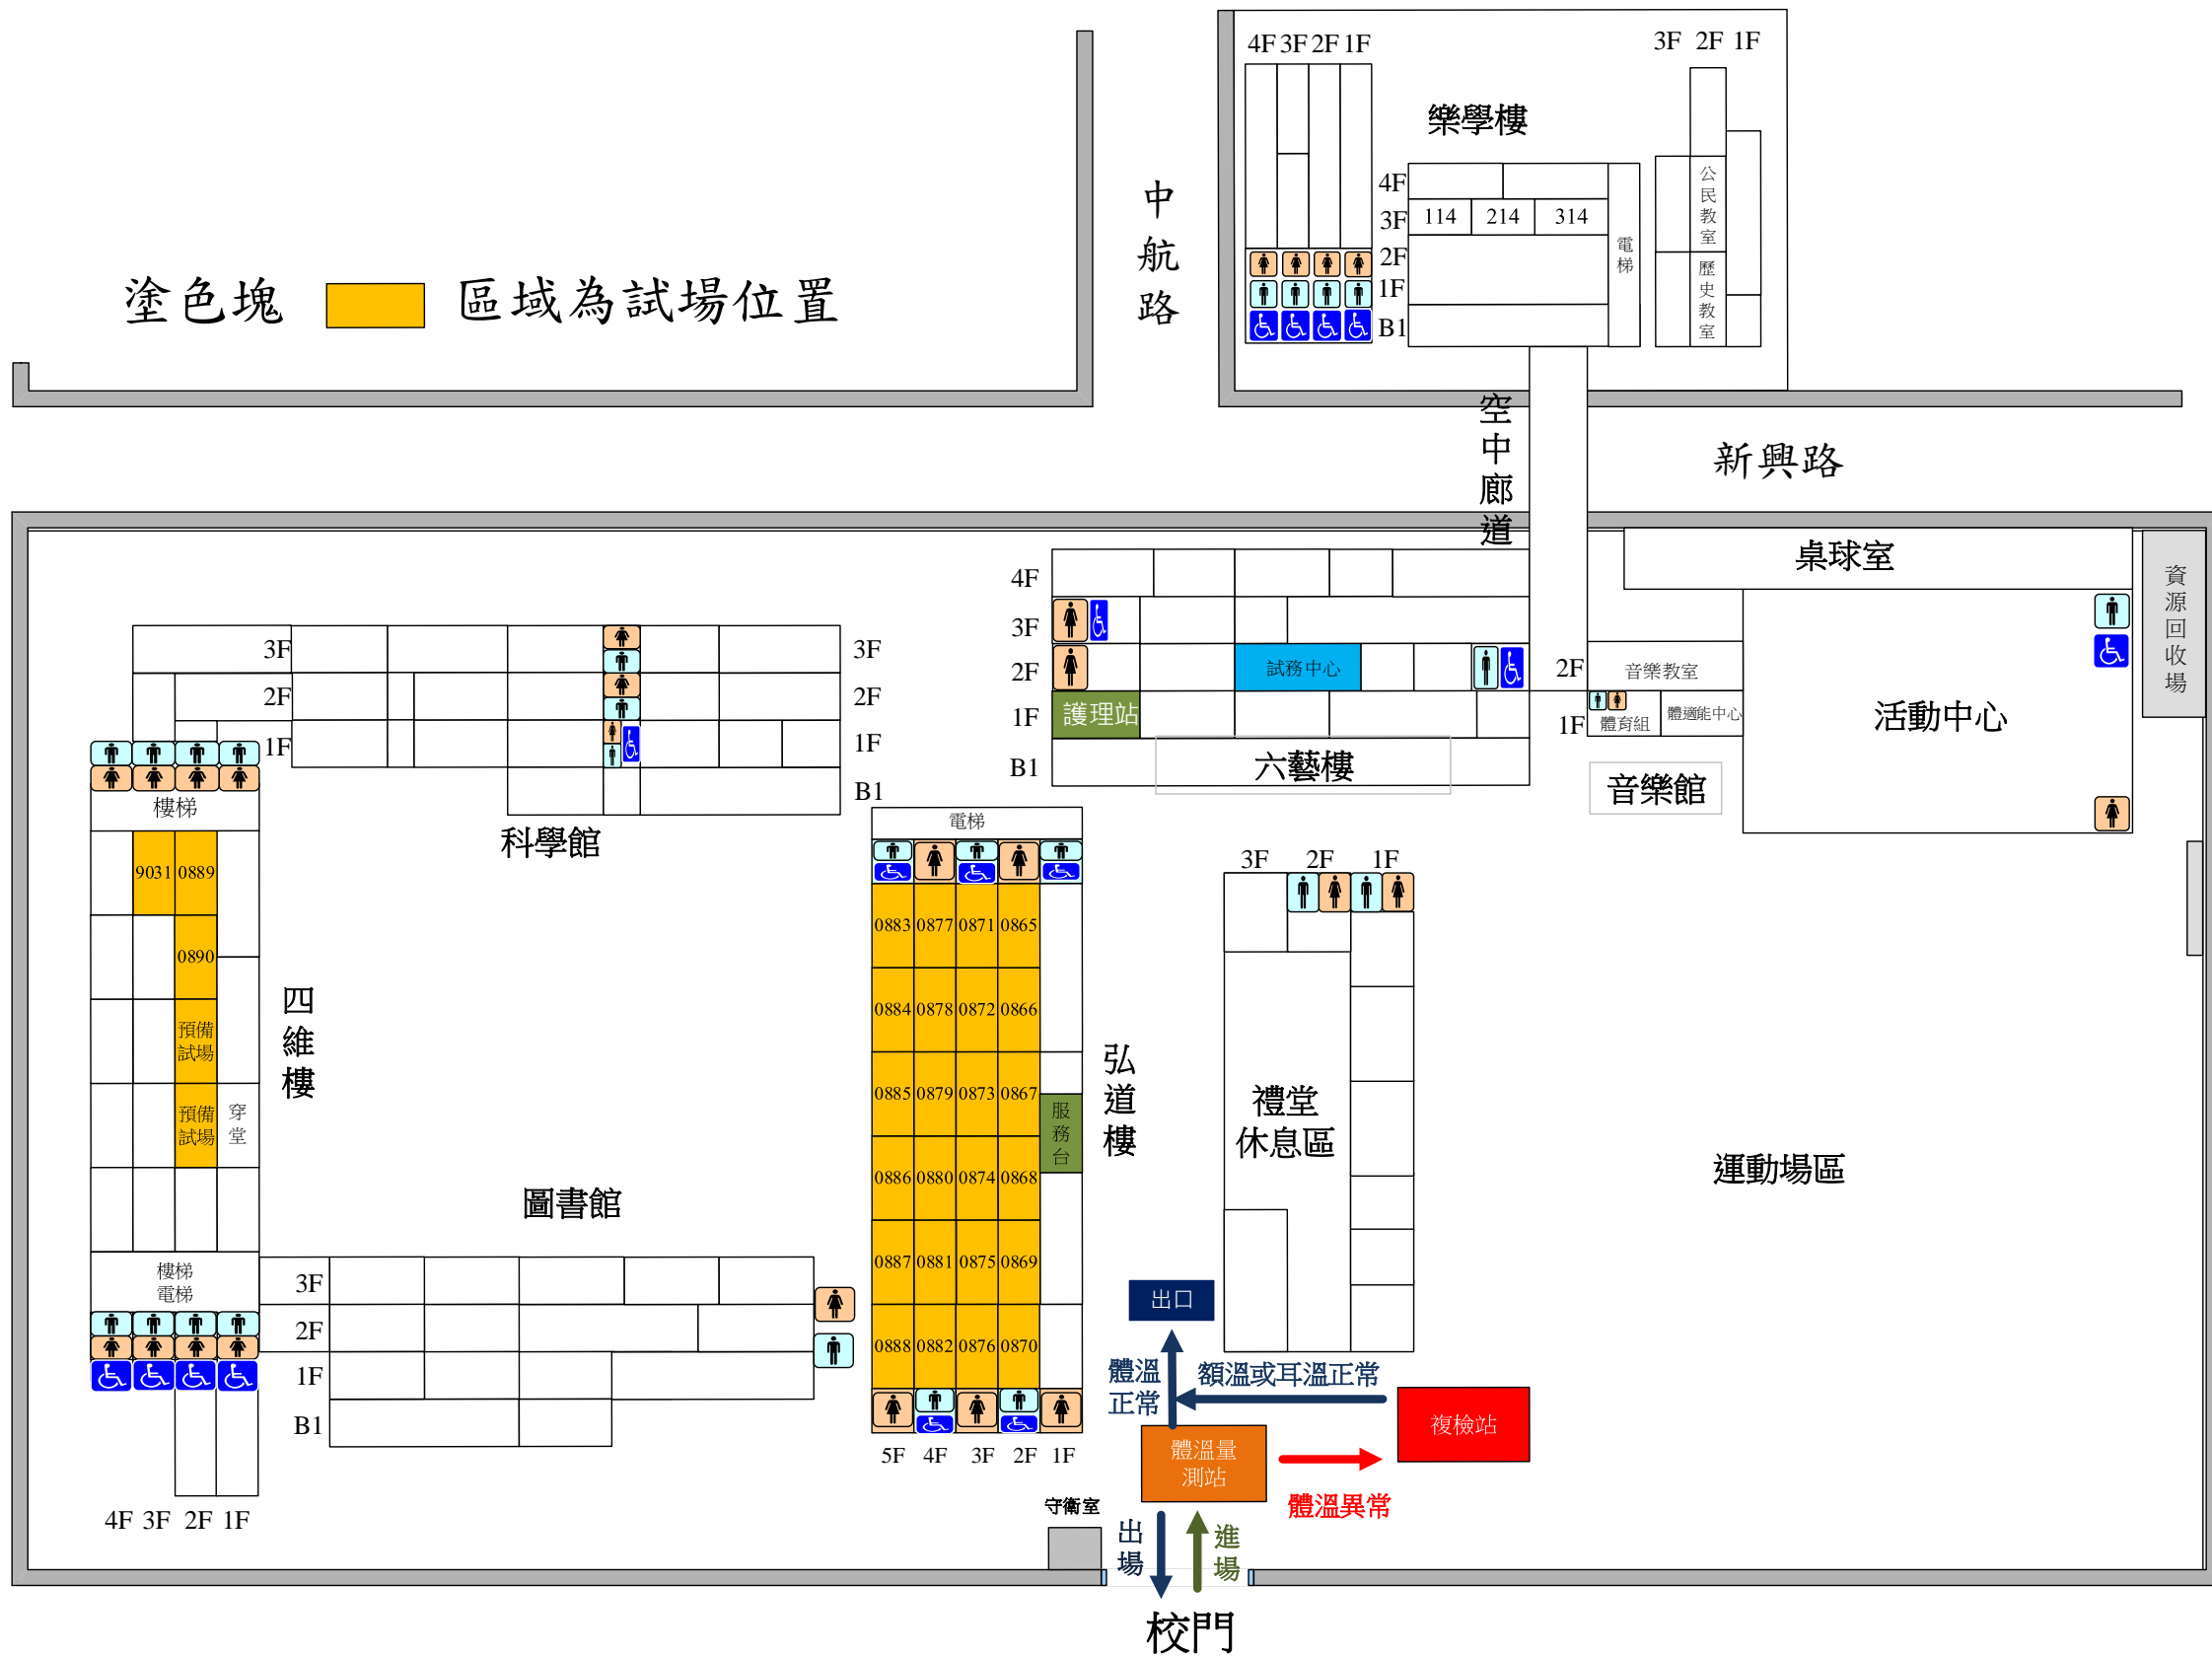 4F 3F 2F 1F
3F 2F 1F
樂學樓
中航路
4F
3F 114 214 314
2F
1F
B1
電梯
公民教室
歷史教室
塗色塊 區域為試場位置
空中廊道
新興路
桌球室
資源回收場
4F
3F
2F 試務中心
1F 護理站
B1
六藝樓
2F 音樂教室
1F 體育組 體適能中心
音樂館
活動中心
3F 3F
2F 2F
1F 1F
B1
科學館
樓梯
9031 0889
0890
預備試場
預備試場
穿堂
四維樓
樓梯
電梯
4F 3F 2F 1F
圖書館
3F
2F
1F
B1
電梯
0883 0877 0871 0865
0884 0878 0872 0866
0885 0879 0873 0867
0886 0880 0874 0868
0887 0881 0875 0869
0888 0882 0876 0870
服務台
5F 4F 3F 2F 1F
弘道樓
3F 2F 1F
禮堂
休息區
運動場區
出口
體溫
正常
額溫或耳溫正常
複檢站
體溫量
測站
體溫異常
守衛室
出場
進場
校門